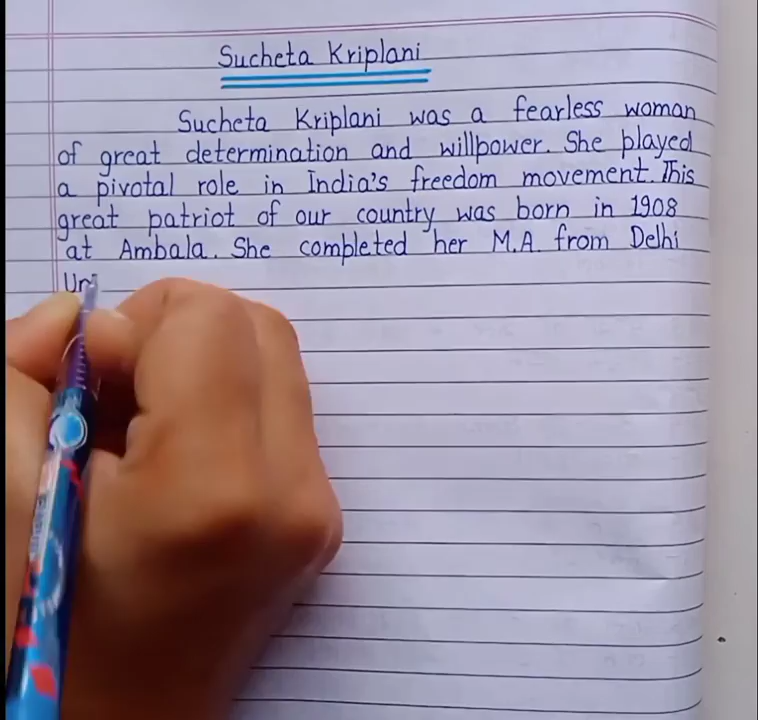 Sucheta Kriplani
Sucheta Kriplani was a fearless woman
of great determination and willpower. She played
a pivotal role in India's freedom movement. This
great patriot of our country was born in 1908
at Ambala. She completed her M.A. from Delhi